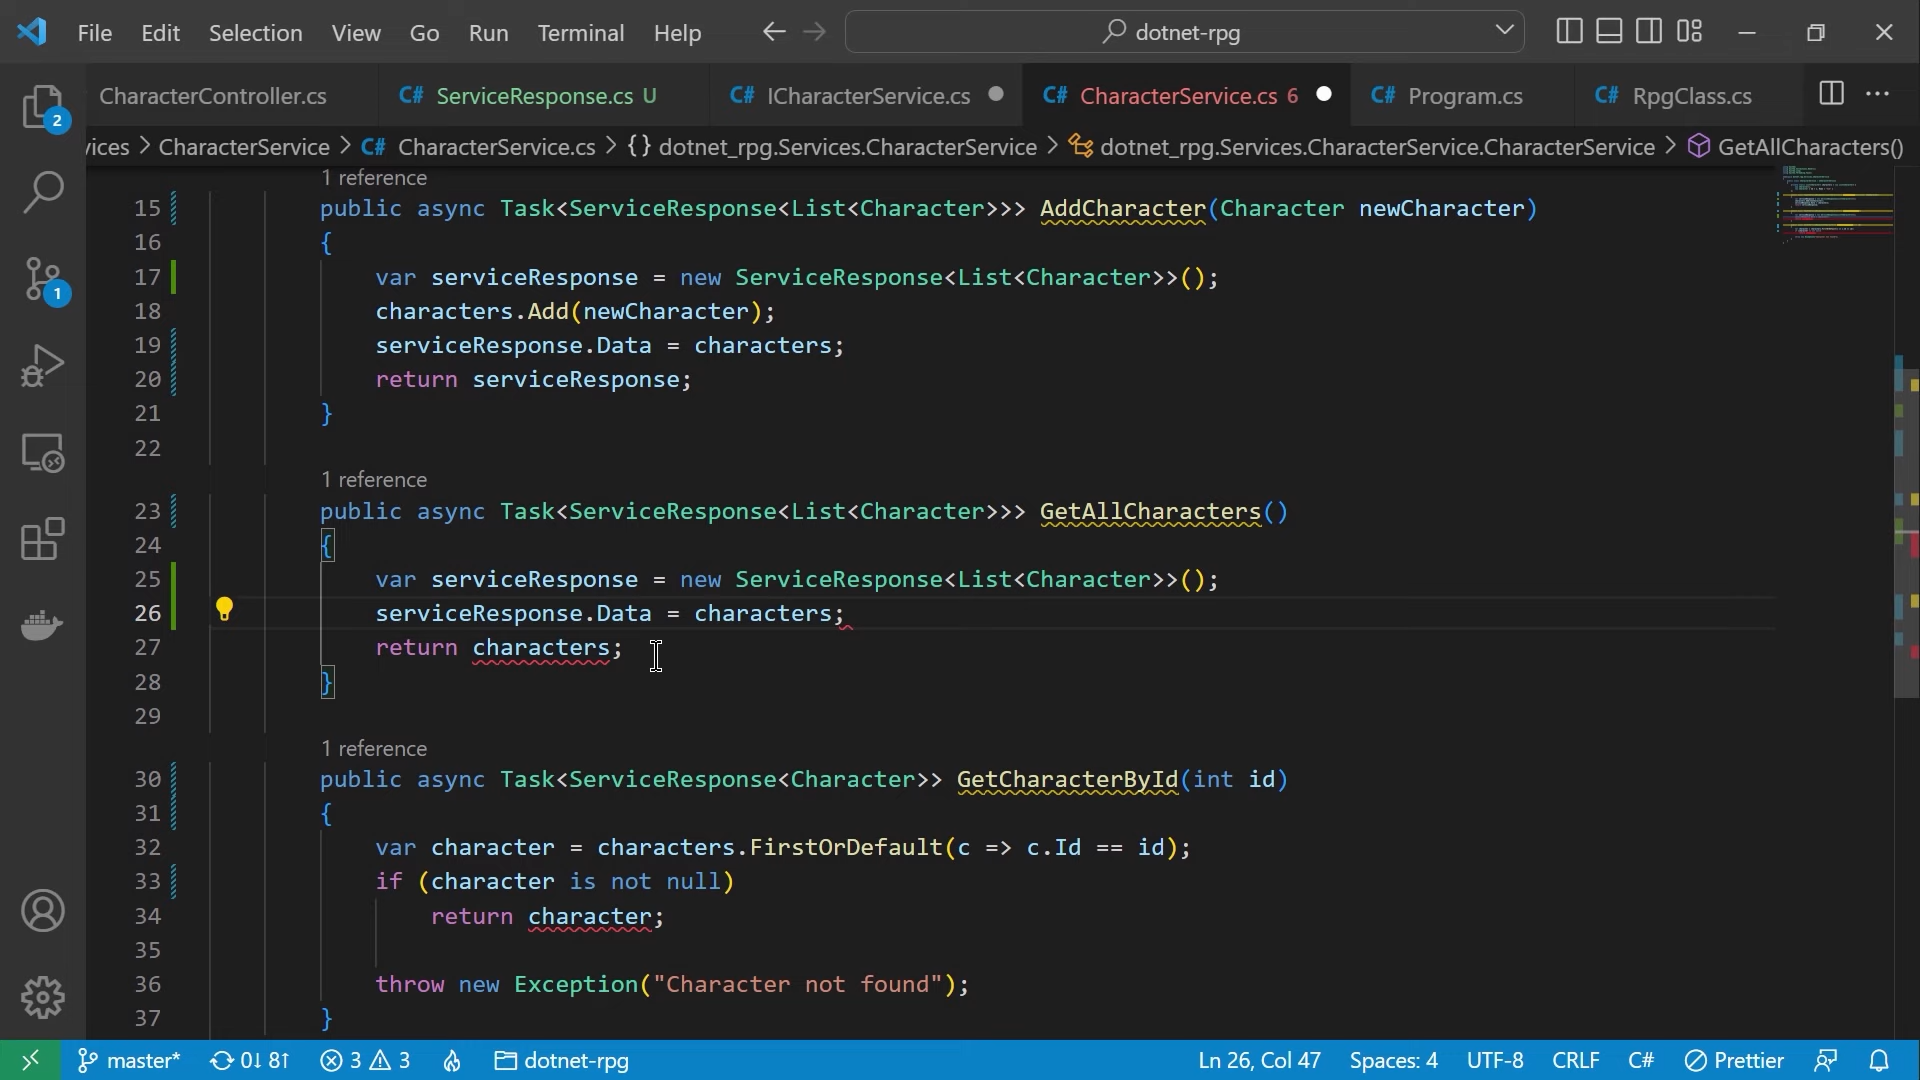 File Edit Selection View Go Run Terminal Help dotnet-rpg
CharacterController.cs C# ServiceResponse.cs U C# ICharacterService.cs C# CharacterService.cs 6 C# Program.cs C# RpgClass.cs
vices > CharacterService > C# CharacterService.cs > {} dotnet_rpg.Services.CharacterService > dotnet_rpg.Services.CharacterService.CharacterService > GetAllCharacters()
2
1
1 reference
15 public async Task<ServiceResponse<List<Character>>> AddCharacter(Character newCharacter)
16 {
17 var serviceResponse = new ServiceResponse<List<Character>>();
18 characters.Add(newCharacter);
19 serviceResponse.Data = characters;
20 return serviceResponse;
21 }
22
1 reference
23 public async Task<ServiceResponse<List<Character>>> GetAllCharacters()
24 {
25 var serviceResponse = new ServiceResponse<List<Character>>();
26 serviceResponse.Data = characters;
27 return characters;
28 }
29
1 reference
30 public async Task<ServiceResponse<Character>> GetCharacterById(int id)
31 {
32 var character = characters.FirstOrDefault(c => c.Id == id);
33 if (character is not null)
34 return character;
35
36 throw new Exception("Character not found");
37 }
master* 0↓ 8↑ 3 3 dotnet-rpg Ln 26, Col 47 Spaces: 4 UTF-8 CRLF C# Prettier